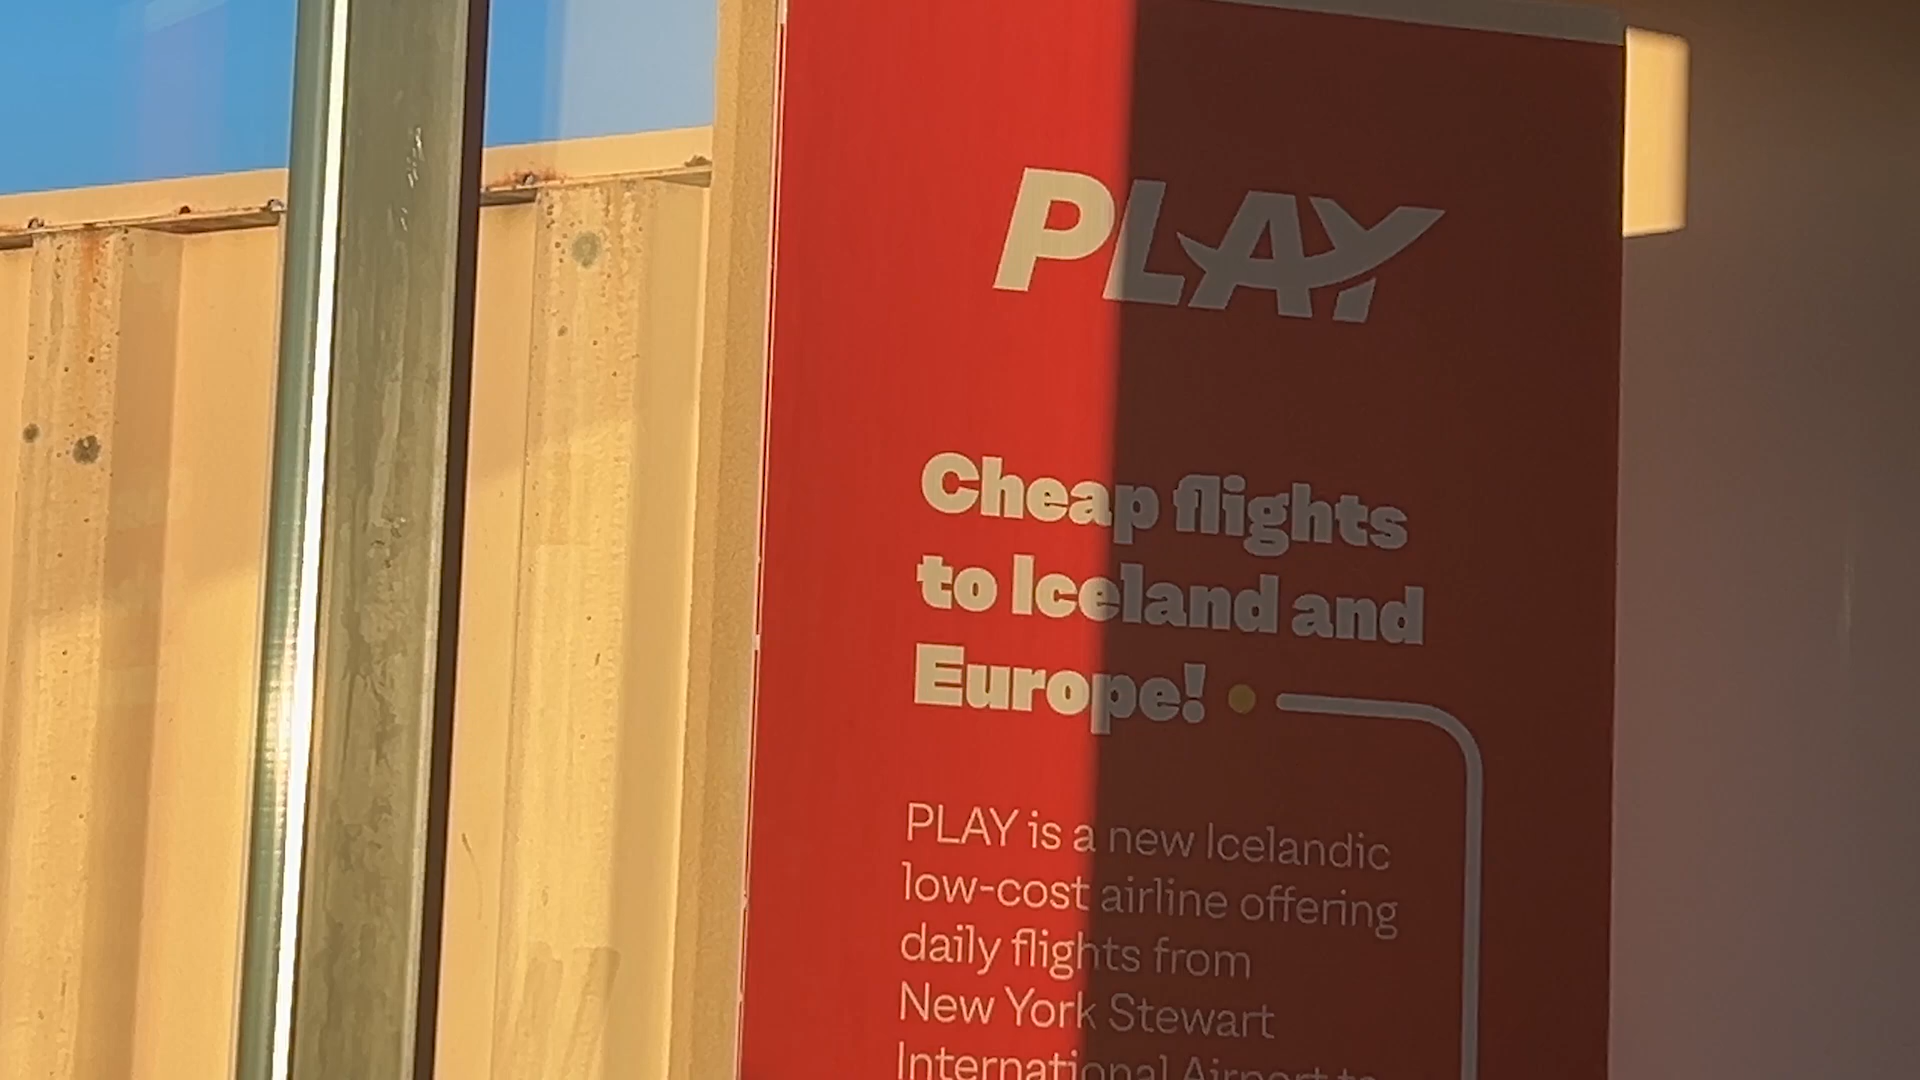 PLAY
Cheap flights
to Iceland and
Europe!
PLAY is a new Icelandic
low-cost airline offering
daily flights from
New York Stewart
International Airport to